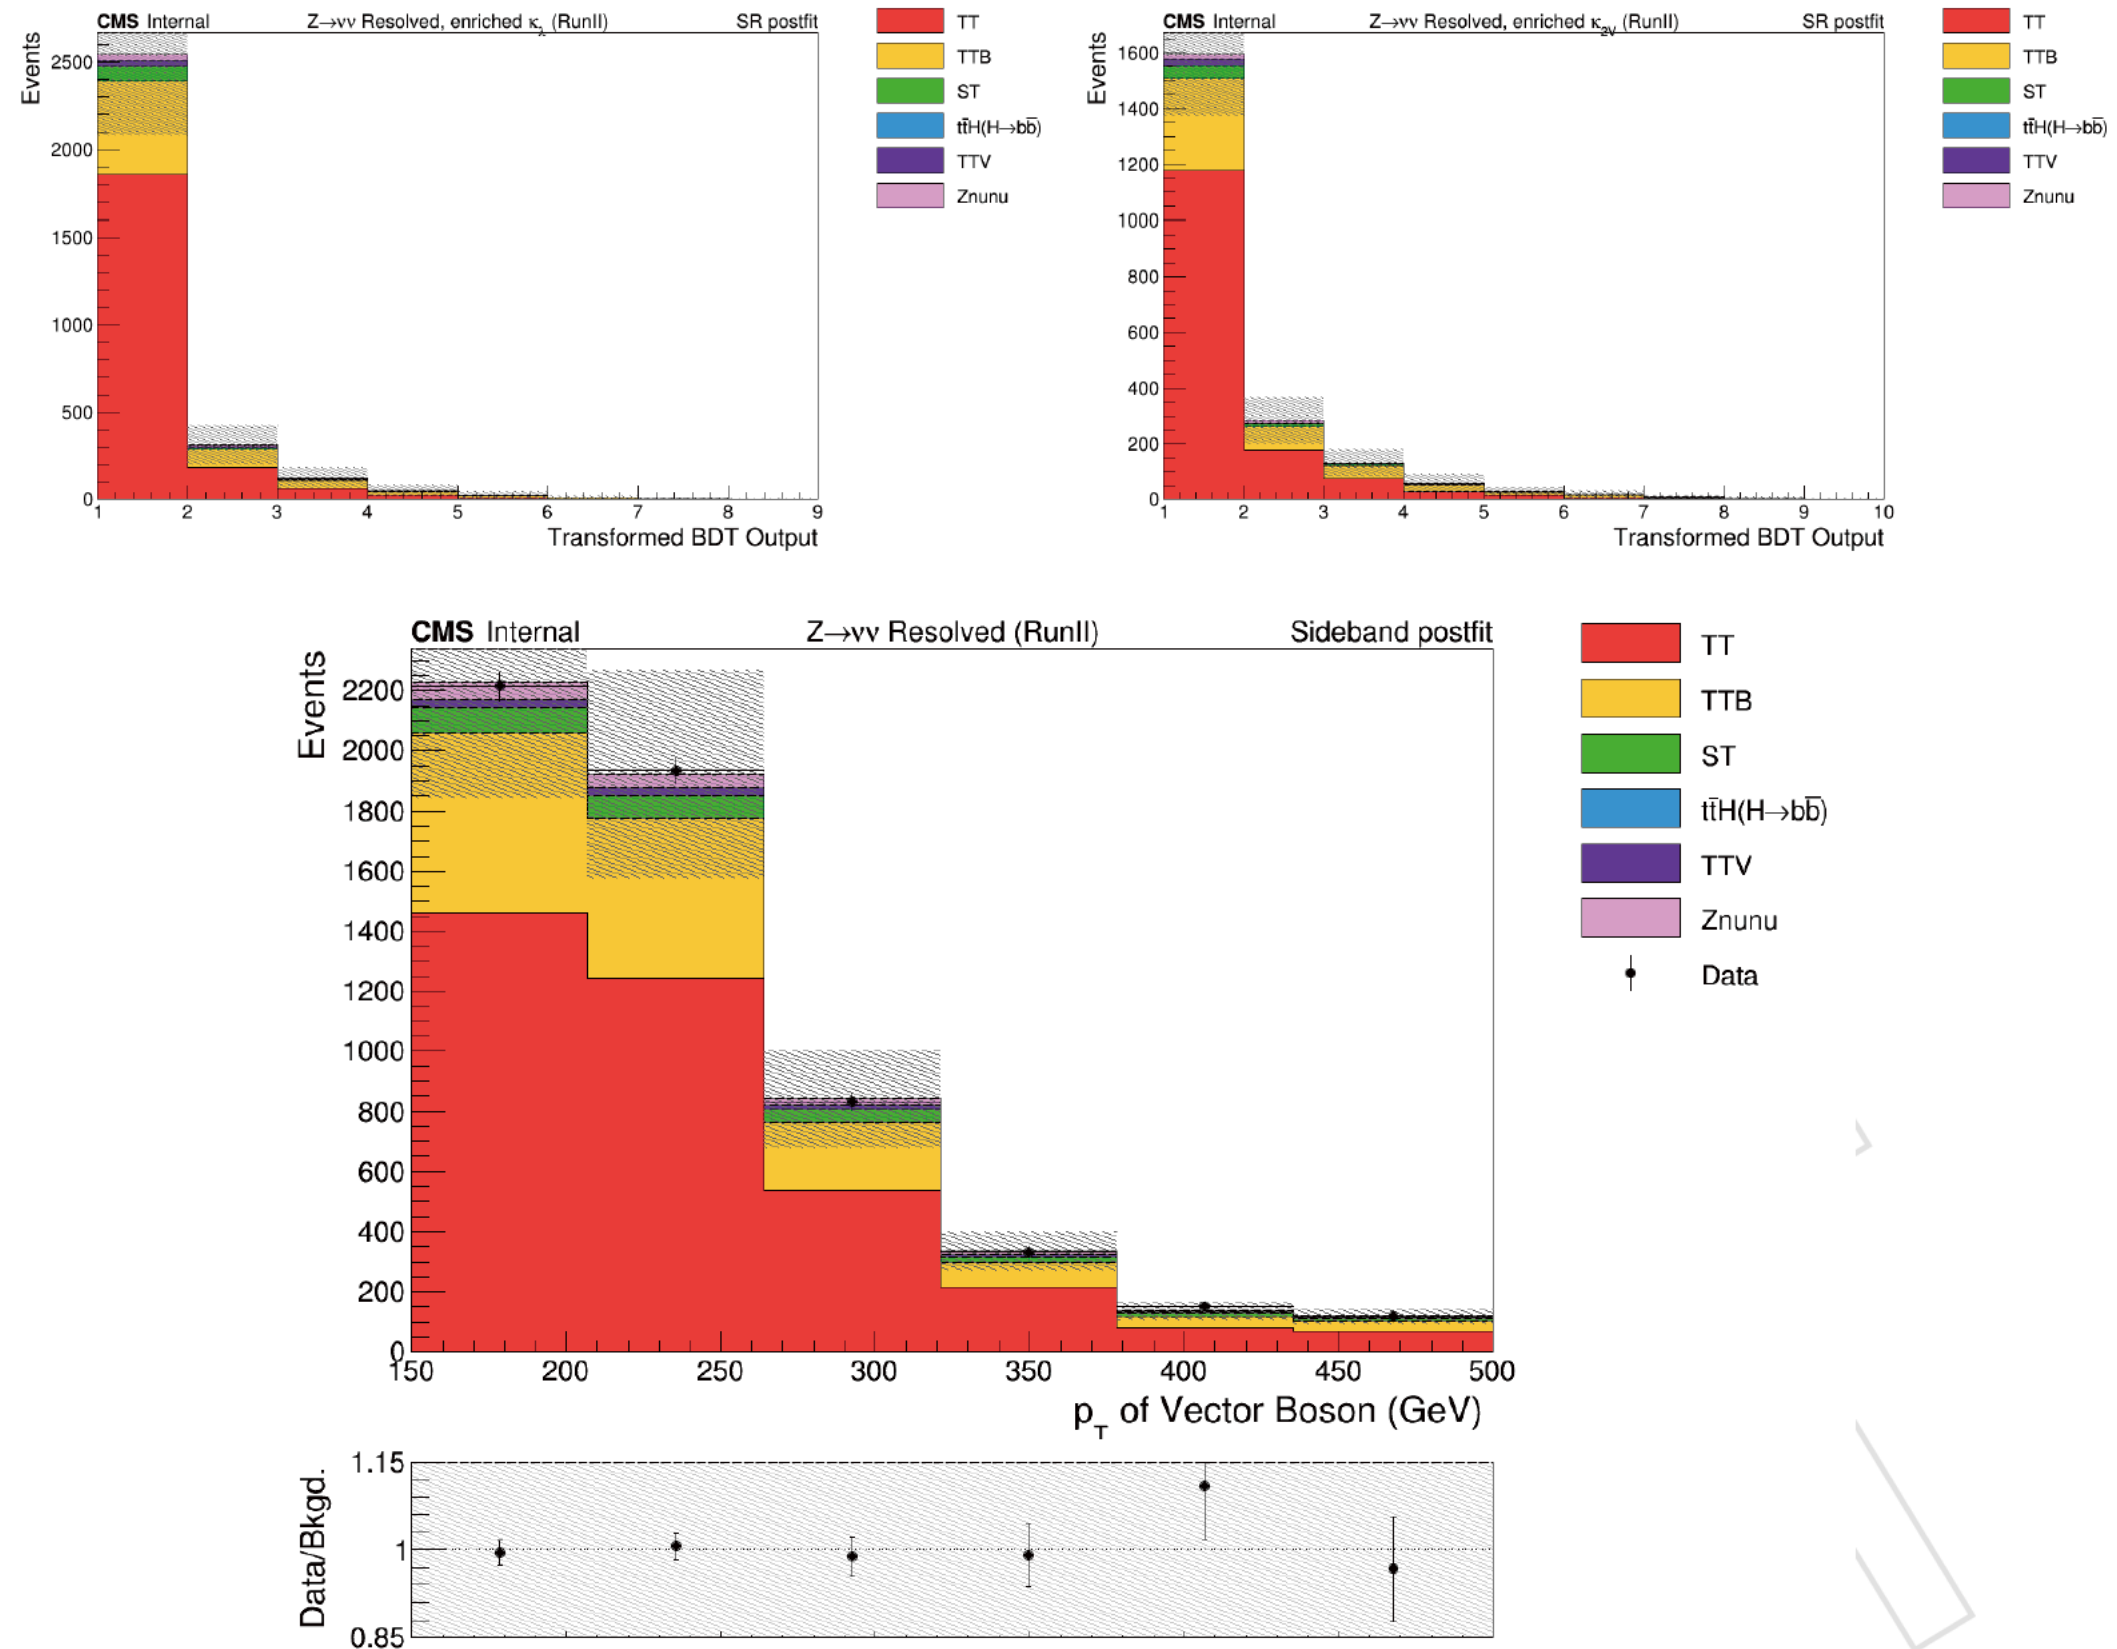 CMS Internal Z→νν Resolved, enriched κλ (RunII) SR postfit
Events
2500
2000
1500
1000
500
0
1 2 3 4 5 6 7 8 9
Transformed BDT Output
TT
TTB
ST
tt̄H(H→bb̄)
TTV
Znunu
CMS Internal Z→νν Resolved, enriched κ2V (RunII) SR postfit
Events
1600
1400
1200
1000
800
600
400
200
0
1 2 3 4 5 6 7 8 9 10
Transformed BDT Output
TT
TTB
ST
tt̄H(H→bb̄)
TTV
Znunu
CMS Internal Z→νν Resolved (RunII) Sideband postfit
Events
2200
2000
1800
1600
1400
1200
1000
800
600
400
200
0
150 200 250 300 350 400 450 500
pT of Vector Boson (GeV)
TT
TTB
ST
tt̄H(H→bb̄)
TTV
Znunu
Data
Data/Bkgd.
1.15
1
0.85